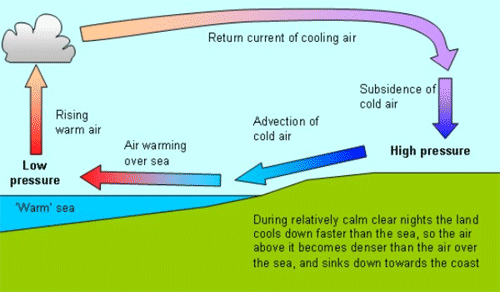 Return current of cooling air
Subsidence of
cold air
Rising
warm air
Advection of
cold air
Air warming
over sea
High pressure
Low
pressure
'Warm' sea
During relatively calm clear nights the land
cools down faster than the sea, so the air
above it becomes denser than the air over
the sea, and sinks down towards the coast